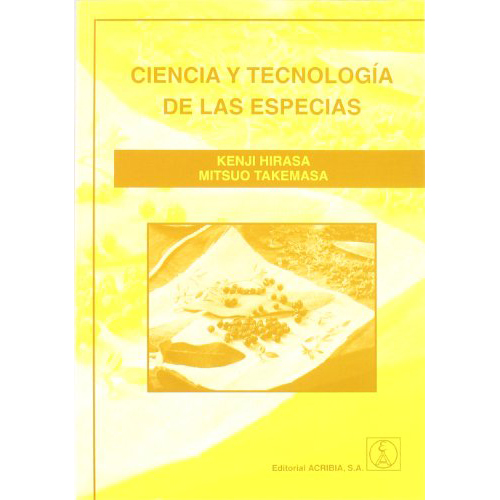 CIENCIA Y TECNOLOGÍA
DE LAS ESPECIAS
KENJI HIRASA
MITSUO TAKEMASA
Editorial ACRIBIA, S.A.